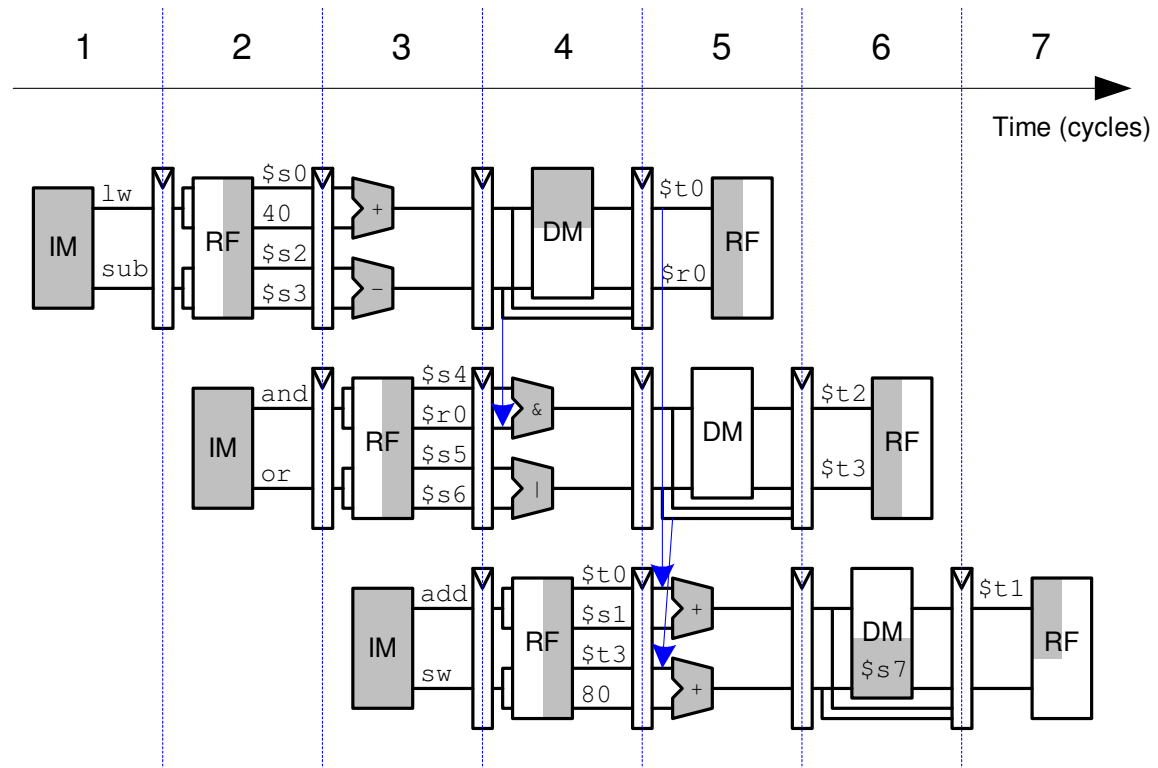 1 2 3 4 5 6 7
Time (cycles)
lw
sub
IM
RF
$s0
40
$s2
$s3
+
-
DM
$t0
$r0
RF
and
or
IM
RF
$s4
$r0
$s5
$s6
&
|
DM
$t2
$t3
RF
add
sw
IM
RF
$t0
$s1
$t3
80
+
+
DM
$s7
$t1
RF